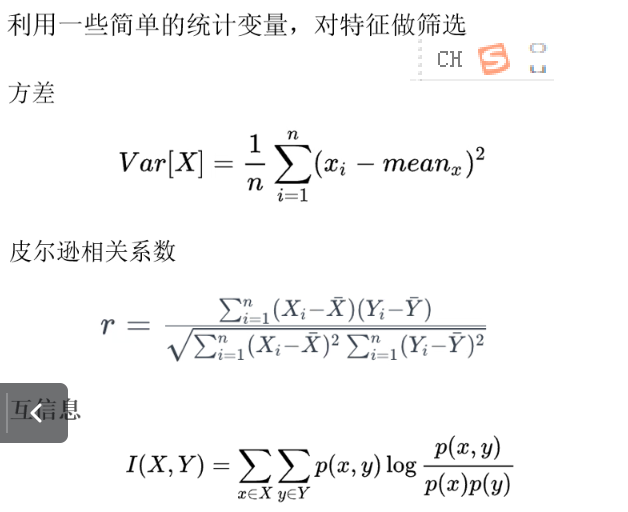 利用一些简单的统计变量，对特征做筛选
CH S
方差
Var[X] = \frac{1}{n} \sum_{i=1}^{n} (x_i - mean_x)^2
皮尔逊相关系数
r = \frac{\sum_{i=1}^{n} (X_i - \bar{X})(Y_i - \bar{Y})}{\sqrt{\sum_{i=1}^{n} (X_i - \bar{X})^2 \sum_{i=1}^{n} (Y_i - \bar{Y})^2}}
互信息
I(X, Y) = \sum_{x \in X} \sum_{y \in Y} p(x, y) \log \frac{p(x, y)}{p(x)p(y)}